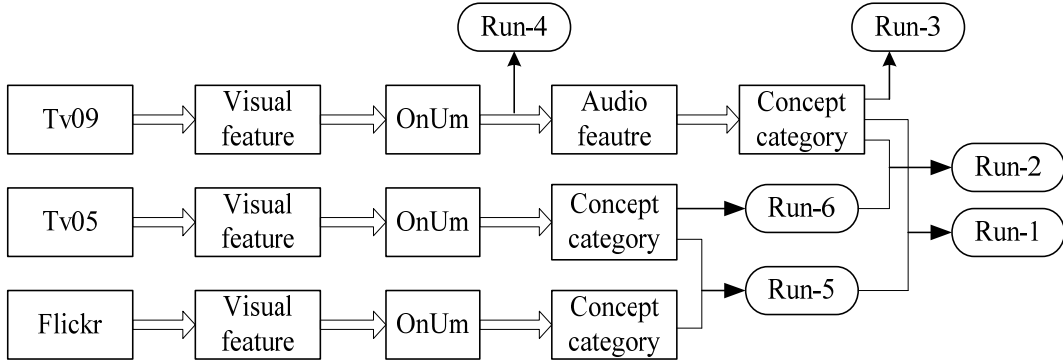 Run-4
Run-3
Tv09
Visual
feature
OnUm
Audio
feautre
Concept
category
Run-2
Tv05
Visual
feature
OnUm
Concept
category
Run-6
Run-1
Run-5
Flickr
Visual
feature
OnUm
Concept
category